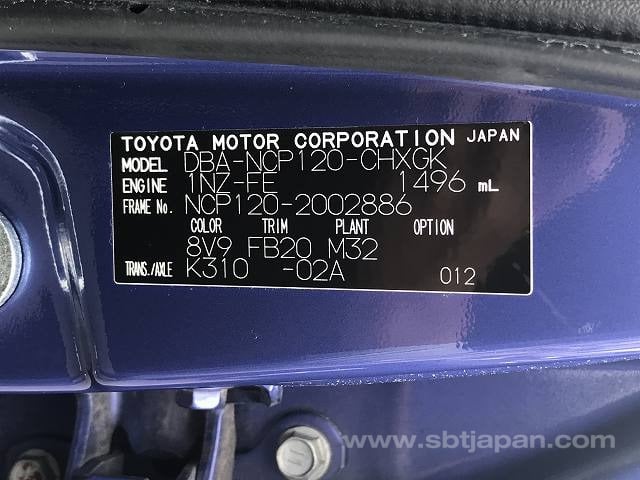 TOYOTA MOTOR CORPORATION JAPAN
MODEL DBA-NCP120-CHXGK
ENGINE 1NZ-FE 1496 mL
FRAME No. NCP120-2002886
COLOR TRIM PLANT OPTION
8V9 FB20 M32
TRANS./AXLE K310 -02A 012
www.sbtjapan.com